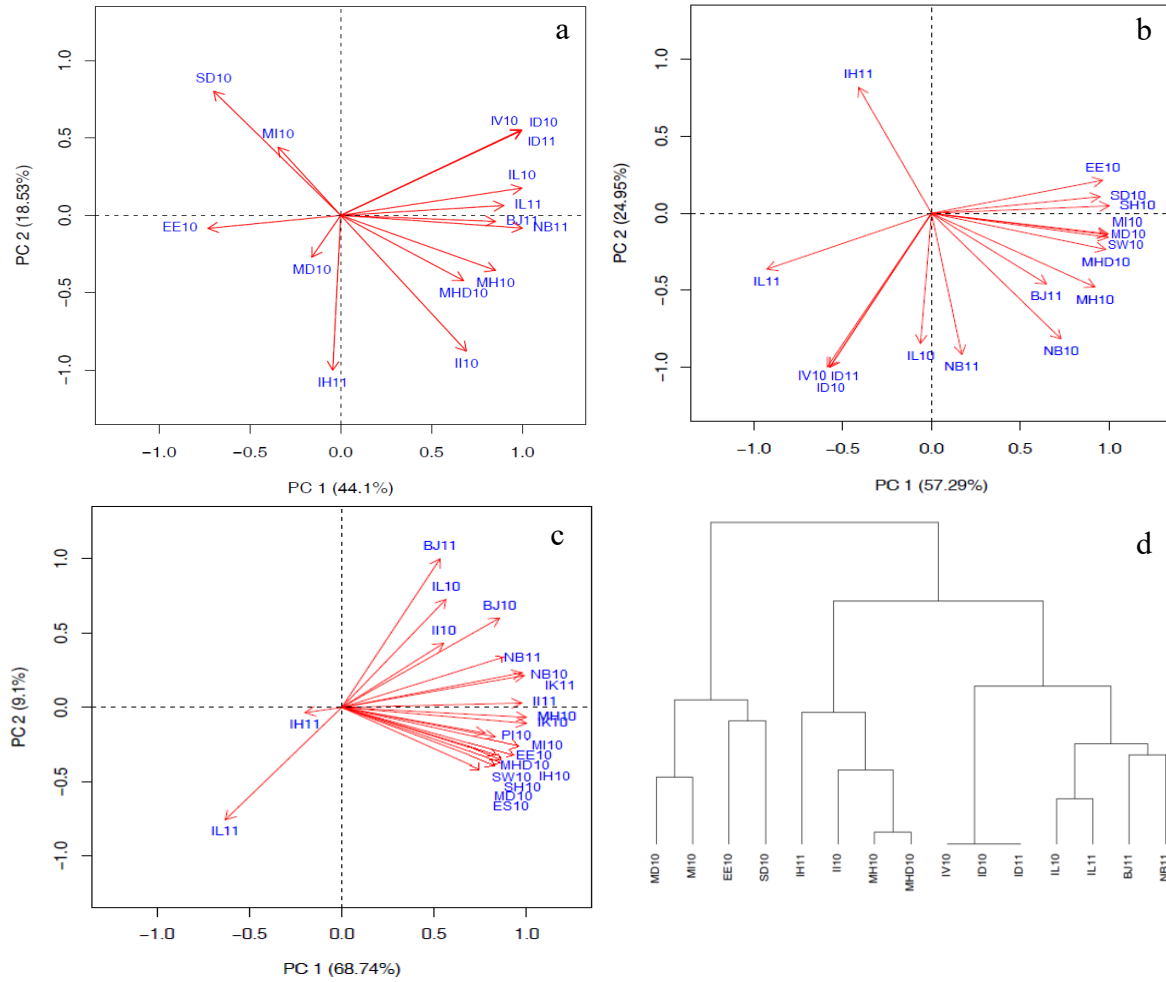 a
SD10
MI10
IV10 ID10
ID11
IL10
IL11
BJ11
NB11
EE10
MD10
MH10
MHD10
II10
IH11
PC 2 (18.53%)
1.0
0.5
0.0
−0.5
−1.0
−1.0 −0.5 0.0 0.5 1.0
PC 1 (44.1%)
b
IH11
EE10
SD10
SH10
MI10
MD10
SW10
MHD10
IL11
BJ11
MH10
IL10
NB11
NB10
IV10 ID11
ID10
PC 2 (24.95%)
1.0
0.5
0.0
−0.5
−1.0
−1.0 −0.5 0.0 0.5 1.0
PC 1 (57.29%)
c
BJ11
IL10
BJ10
II10
NB11
NB10
IK11
II11
MH10
IK10
IH11
PI10
MI10
EE10
MHD10
SW10 IH10
SH10
MD10
ES10
IL11
PC 2 (9.1%)
1.0
0.5
0.0
−0.5
−1.0
−1.0 −0.5 0.0 0.5 1.0
PC 1 (68.74%)
d
MD10 MI10 EE10 SD10 IH11 II10 MH10 MHD10 IV10 ID10 ID11 IL10 IL11 BJ11 NB11